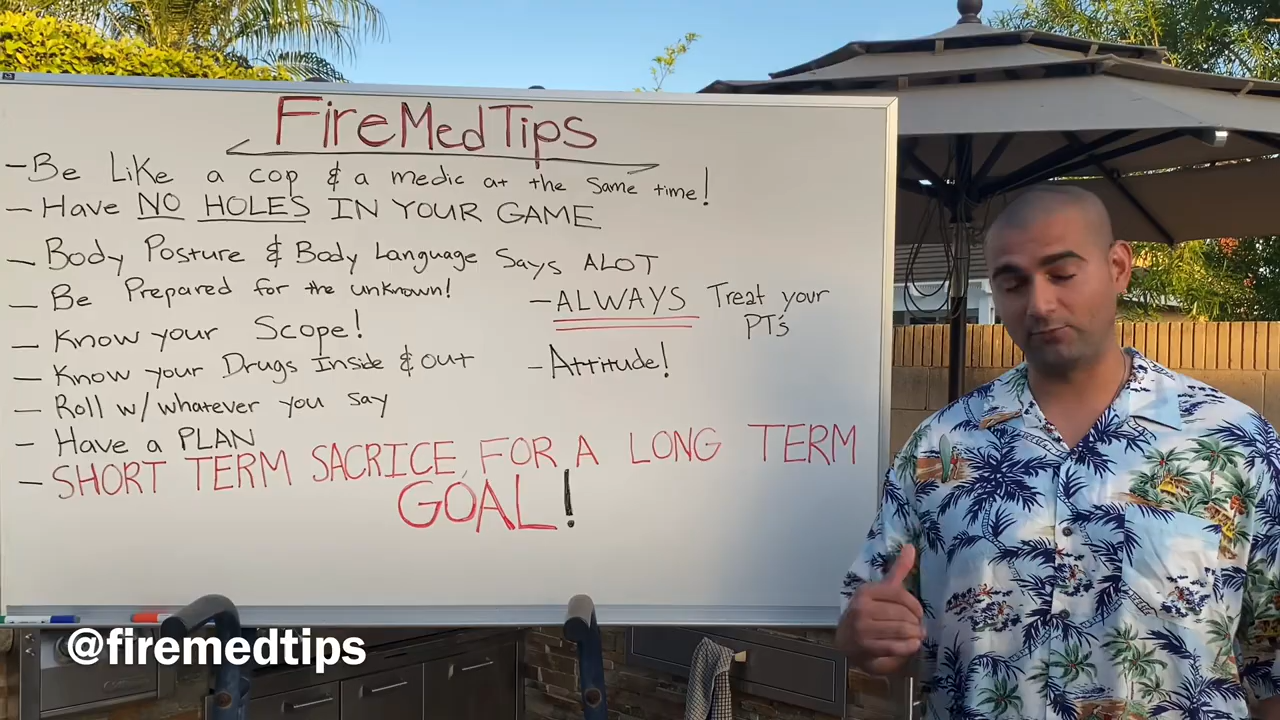 FireMedTips
- Be Like a cop & a medic at the same time!
- Have NO HOLES IN YOUR GAME
- Body Posture & Body Language Says ALOT
- Be Prepared for the unknown!
- Know your Scope!
- Know your Drugs Inside & out
- Roll w/ whatever you say
- Have a PLAN
- ALWAYS Treat your
PT's
- Attitude!
- SHORT TERM SACRICE FOR A LONG TERM
GOAL!
@firemedtips